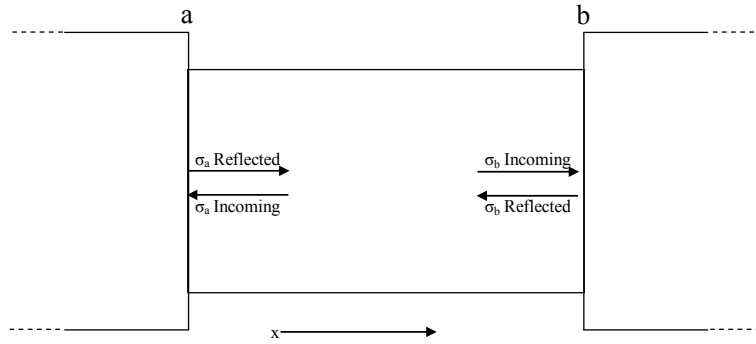 a
b
σa Reflected
σa Incoming
σb Incoming
σb Reflected
x